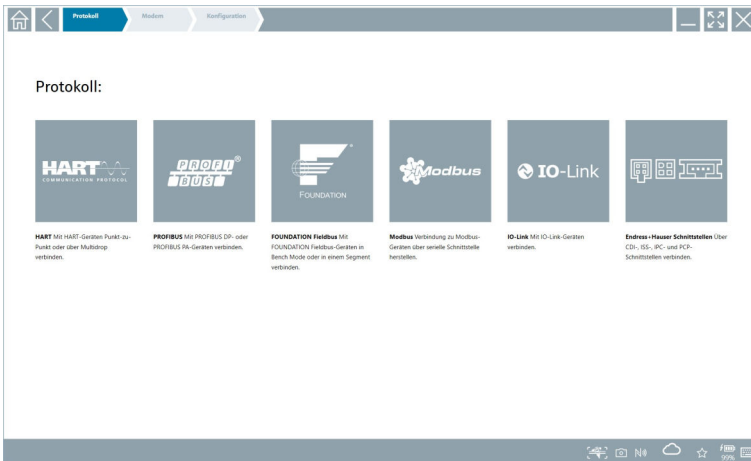 Protokoll
Modem
Konfiguration
Protokoll:
HART
COMMUNICATION PROTOCOL
PROFI
BUS
®
FOUNDATION
Modbus
IO-Link
HART Mit HART-Geräten Punkt-zu-
Punkt oder über Multidrop
verbinden.
PROFIBUS Mit PROFIBUS DP- oder
PROFIBUS PA-Geräten verbinden.
FOUNDATION Fieldbus Mit
FOUNDATION Fieldbus-Geräten in
Bench Mode oder in einem Segment
verbinden.
Modbus Verbindung zu Modbus-
Geräten über serielle Schnittstelle
herstellen.
IO-Link Mit IO-Link-Geräten
verbinden.
Endress+Hauser Schnittstellen Über
CDI-, ISS-, IPC- und PCP-
Schnittstellen verbinden.
99%